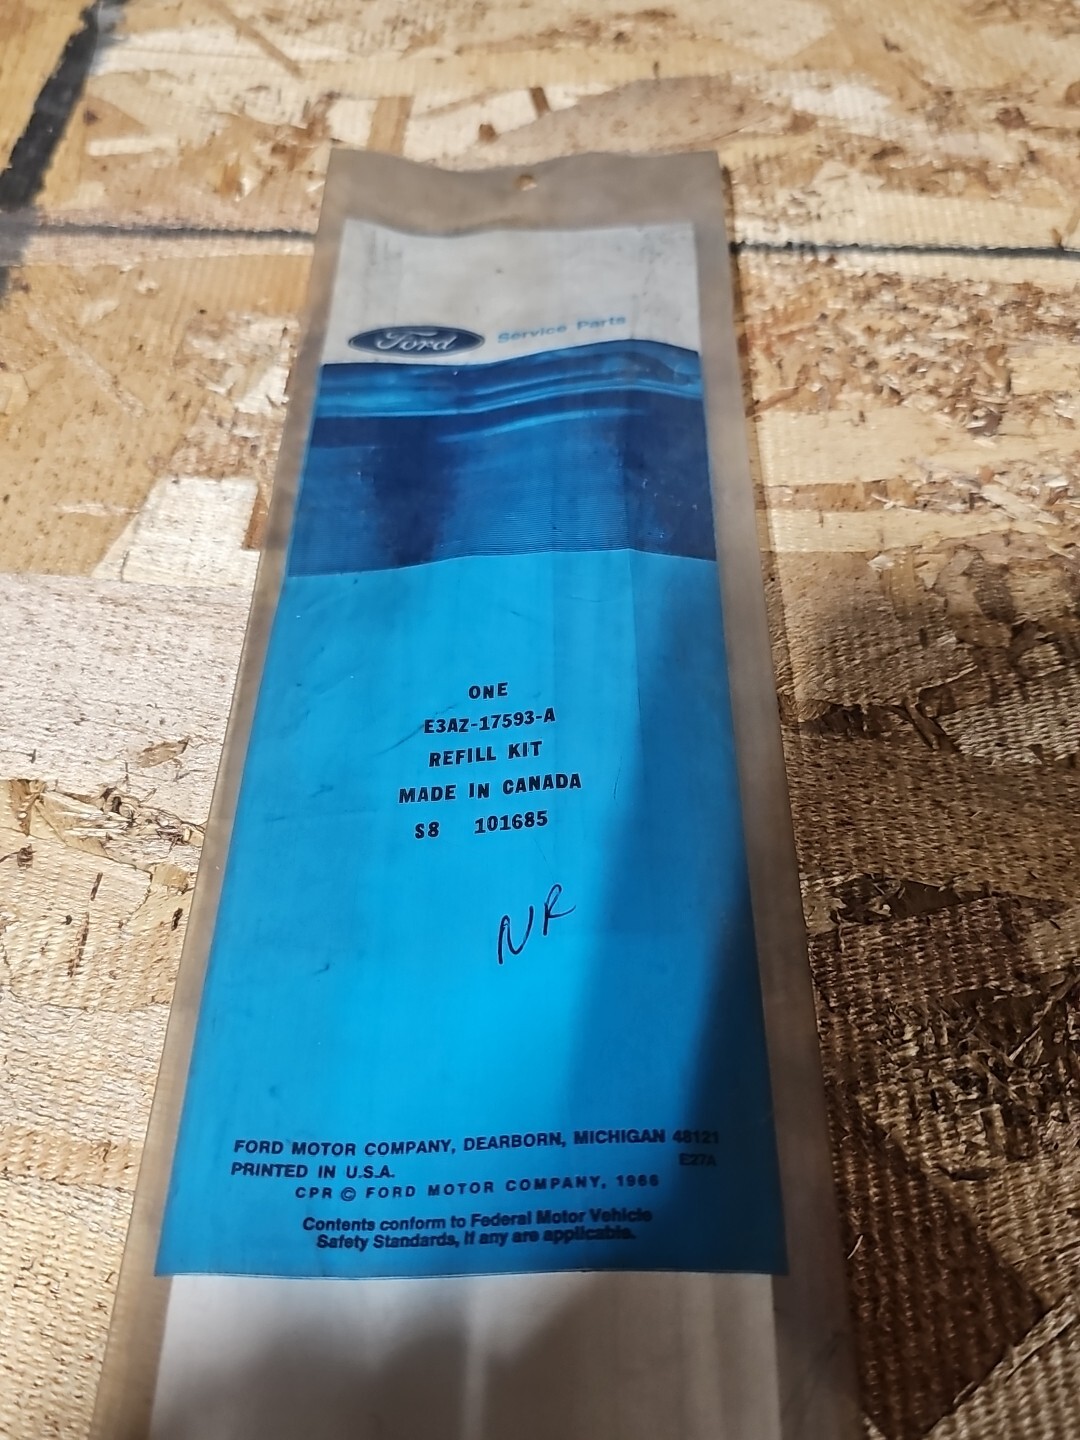 Ford Service Parts
ONE
E3AZ-17593-A
REFILL KIT
MADE IN CANADA
S8 101685
NR
FORD MOTOR COMPANY, DEARBORN, MICHIGAN 48121
PRINTED IN U.S.A. E27A
CPR © FORD MOTOR COMPANY, 1966
Contents conform to Federal Motor Vehicle
Safety Standards, if any are applicable.